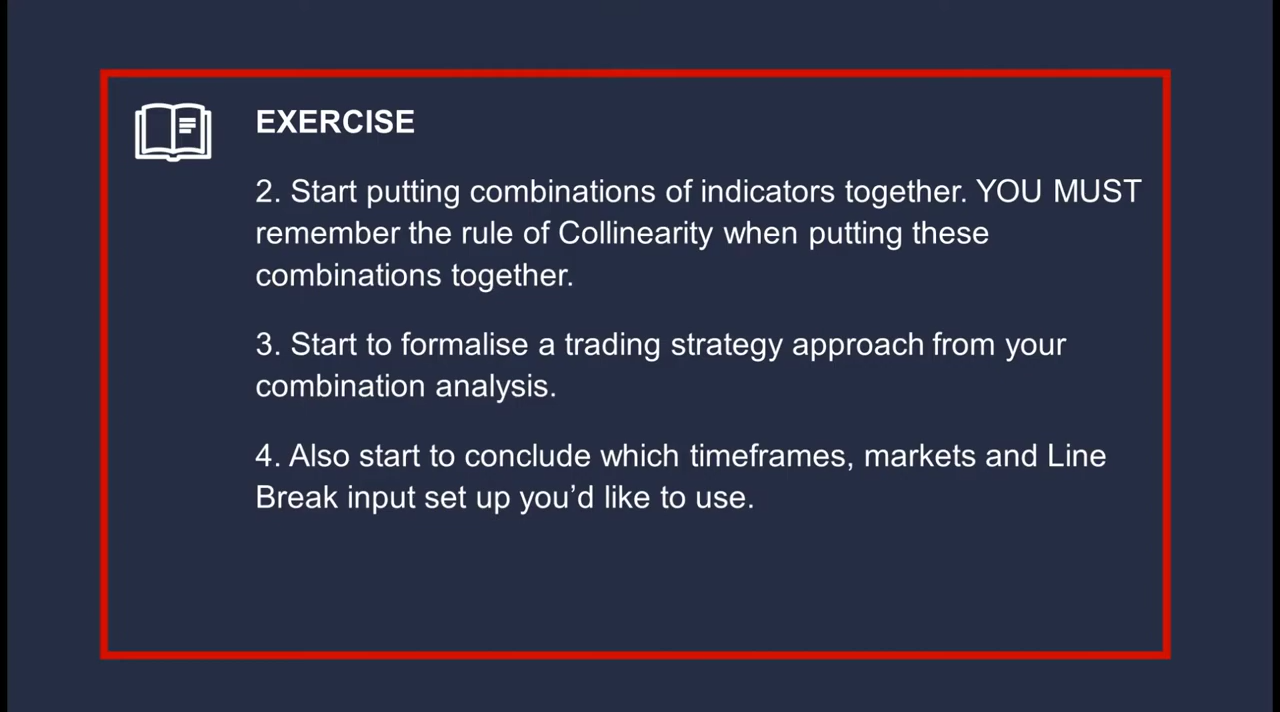 EXERCISE
2. Start putting combinations of indicators together. YOU MUST
remember the rule of Collinearity when putting these
combinations together.
3. Start to formalise a trading strategy approach from your
combination analysis.
4. Also start to conclude which timeframes, markets and Line
Break input set up you’d like to use.